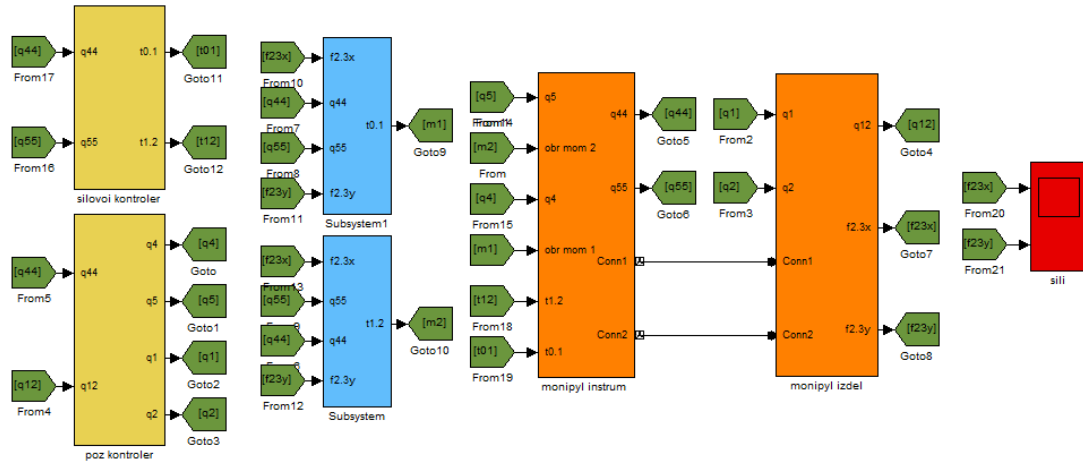 [q44]
From17
q44
t0.1
[t01]
Goto11
[q55]
From16
q55
t1.2
[t12]
Goto12
silovoi kontroler
[q44]
From5
q44
[q12]
From4
q12
q4
[q4]
Goto
q5
[q5]
Goto1
q1
[q1]
Goto2
q2
[q2]
Goto3
poz kontroler
[f23x]
From10
f2.3x
[q44]
From7
q44
[q55]
From8
q55
[f23y]
From11
f2.3y
t0.1
[m1]
Goto9
Subsystem1
[f23x]
From13
f2.3x
[q55]
q55
[q44]
q44
[f23y]
From12
f2.3y
t1.2
[m2]
Goto10
Subsystem
[q5]
q5
[m2]
From
obr mom 2
[q4]
From15
q4
[m1]
obr mom 1
[t12]
From18
t1.2
[t01]
From19
t0.1
q44
[q44]
Goto5
q55
[q55]
Goto6
Conn1
Conn2
monipyl instrum
[q1]
From2
q1
[q2]
From3
q2
Conn1
Conn2
q12
[q12]
Goto4
f2.3x
[f23x]
Goto7
f2.3y
[f23y]
Goto8
monipyl izdel
[f23x]
From20
[f23y]
From21
sili